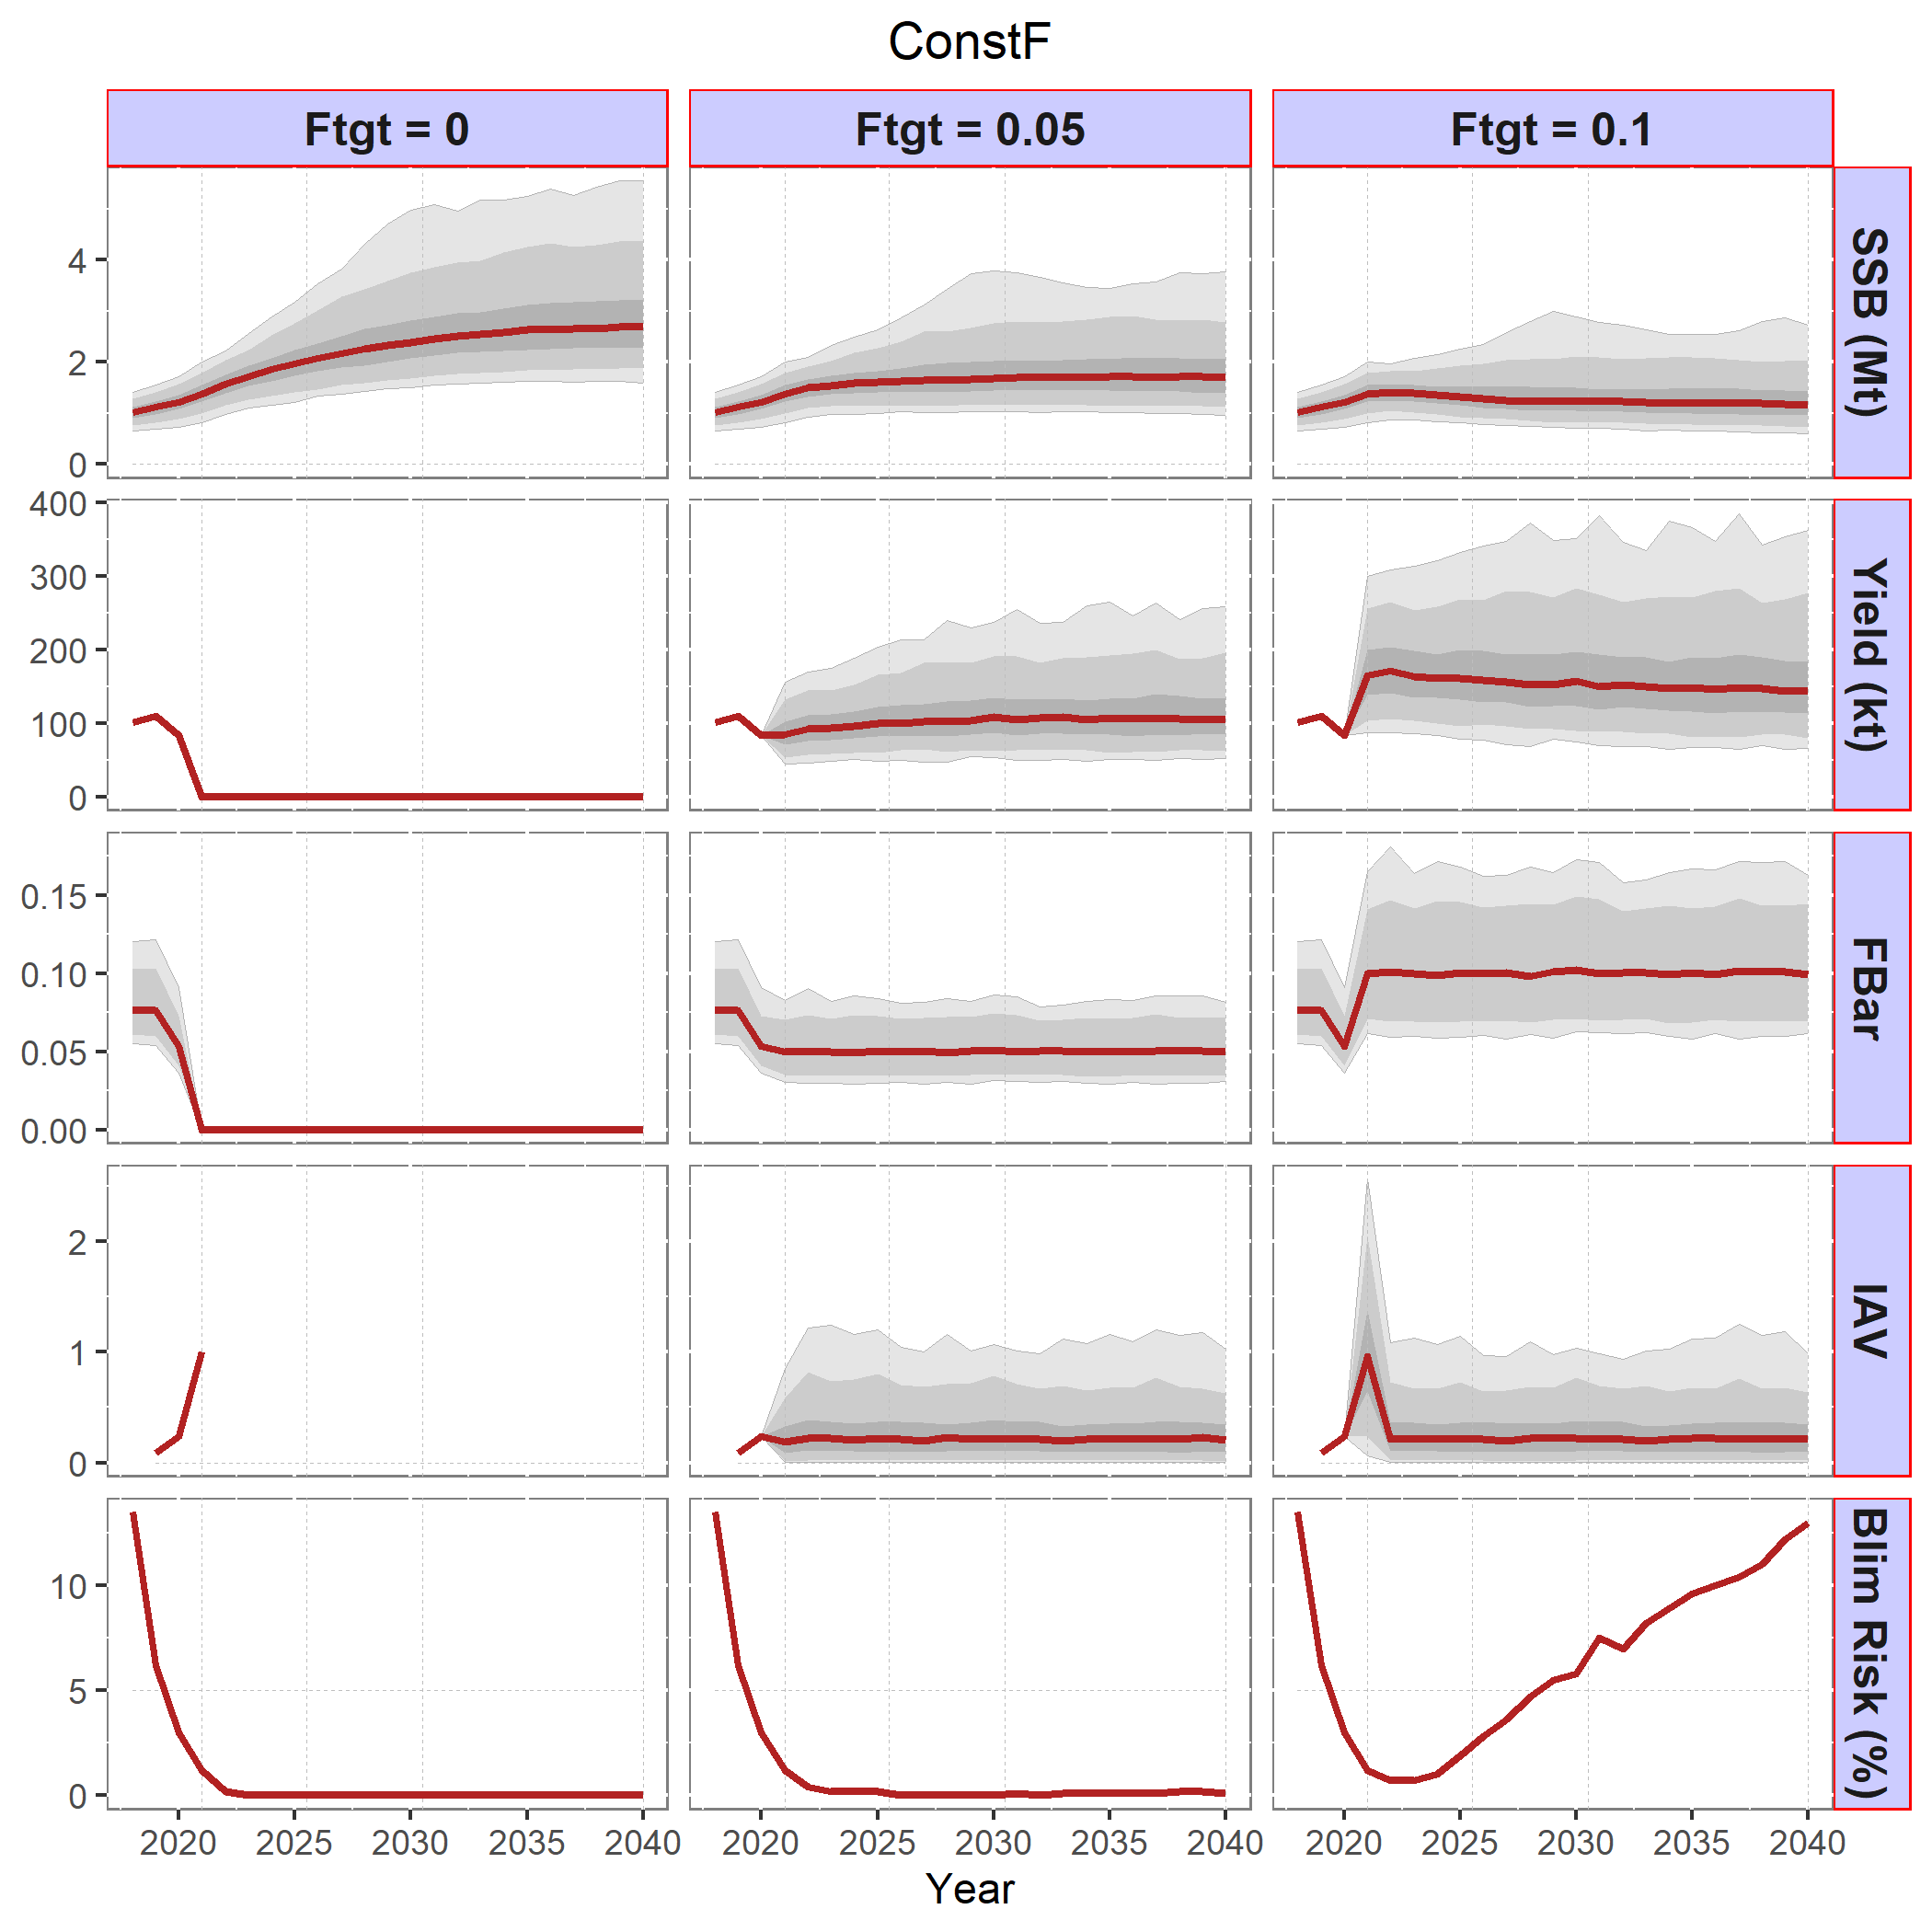 ConstF
Ftgt = 0
Ftgt = 0.05
Ftgt = 0.1
4
2
0
SSB (Mt)
400
300
200
100
0
Yield (kt)
0.15
0.10
0.05
0.00
FBar
2
1
0
IAV
10
5
0
Blim Risk (%)
2020 2025 2030 2035 2040
2020 2025 2030 2035 2040
2020 2025 2030 2035 2040
Year